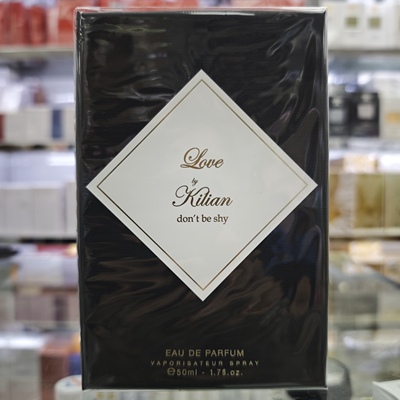 Love
by
Kilian
don't be shy
EAU DE PARFUM
VAPORISATEUR SPRAY
℮50ml - 1.7fl.oz.